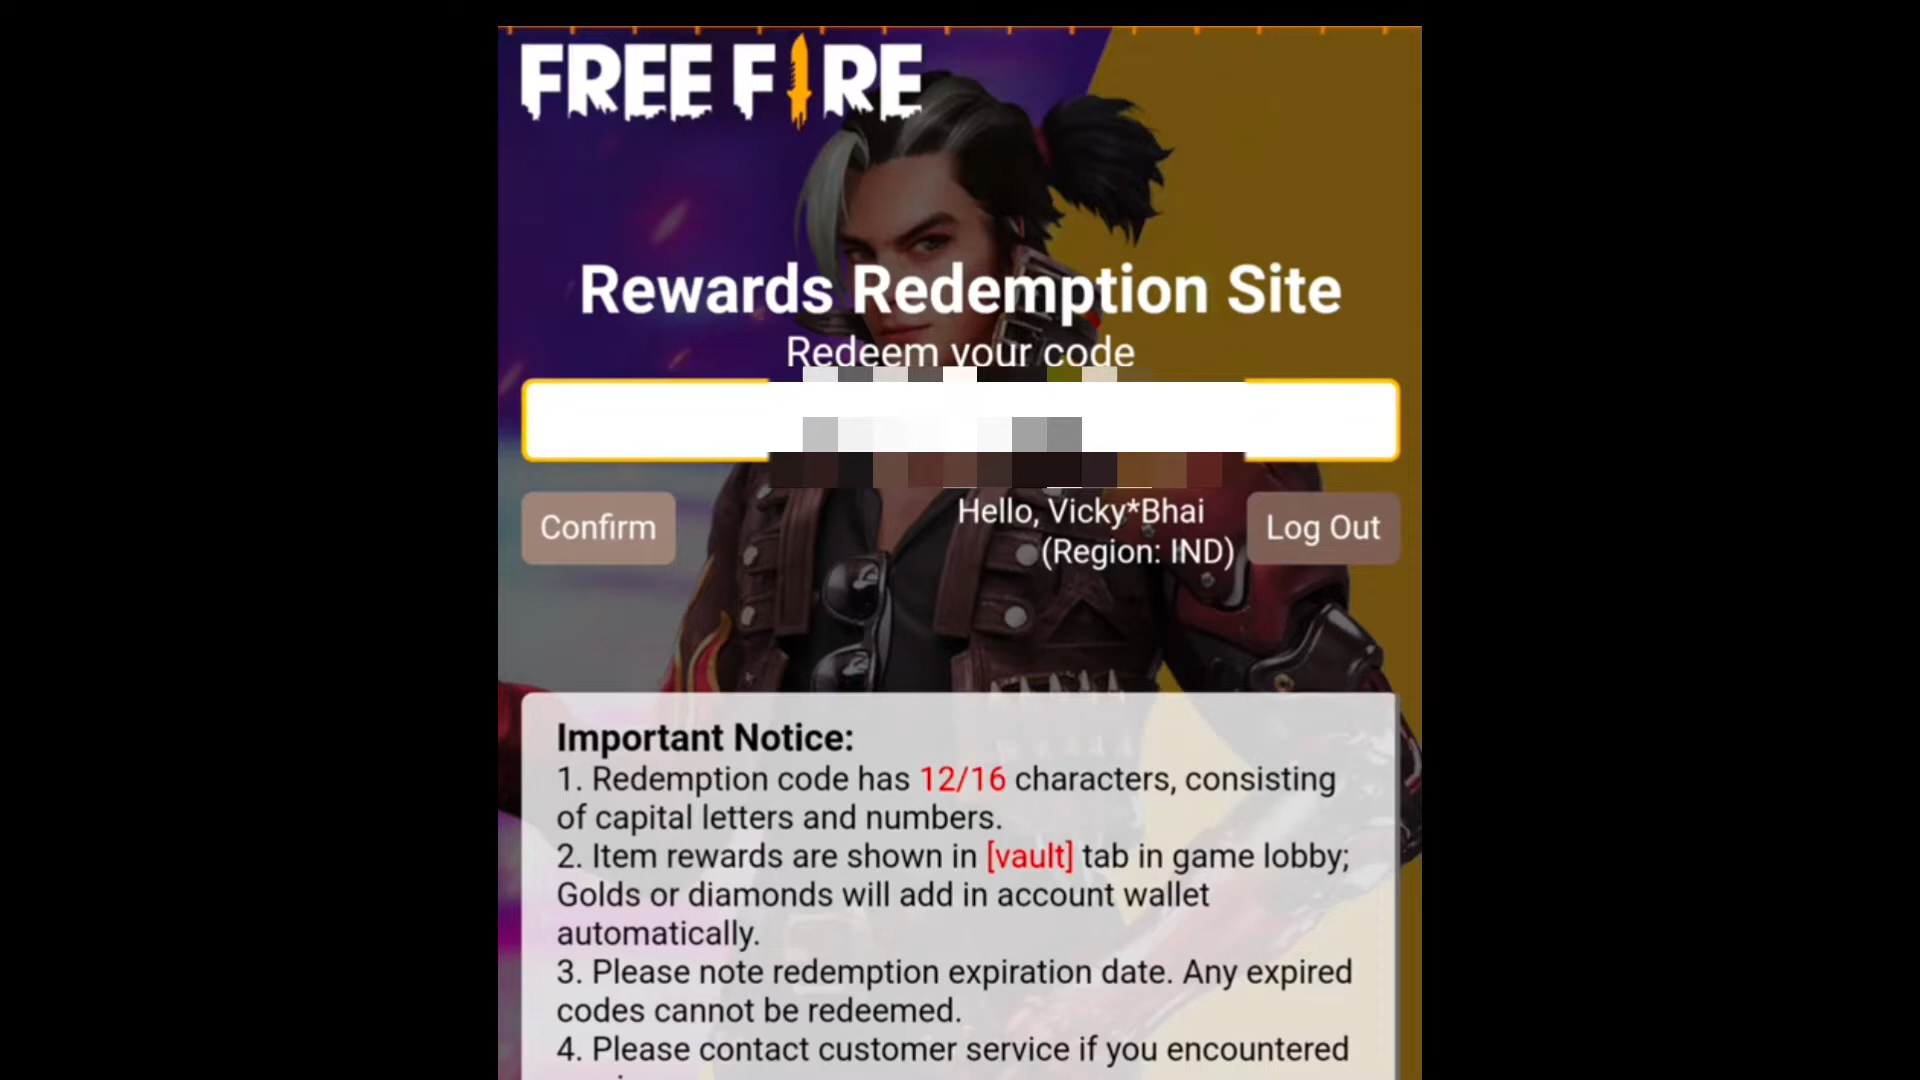 FREE FIRE
Rewards Redemption Site
Redeem your code
Confirm
Hello, Vicky*Bhai
(Region: IND)
Log Out
Important Notice:
1. Redemption code has 12/16 characters, consisting
of capital letters and numbers.
2. Item rewards are shown in [vault] tab in game lobby;
Golds or diamonds will add in account wallet
automatically.
3. Please note redemption expiration date. Any expired
codes cannot be redeemed.
4. Please contact customer service if you encountered